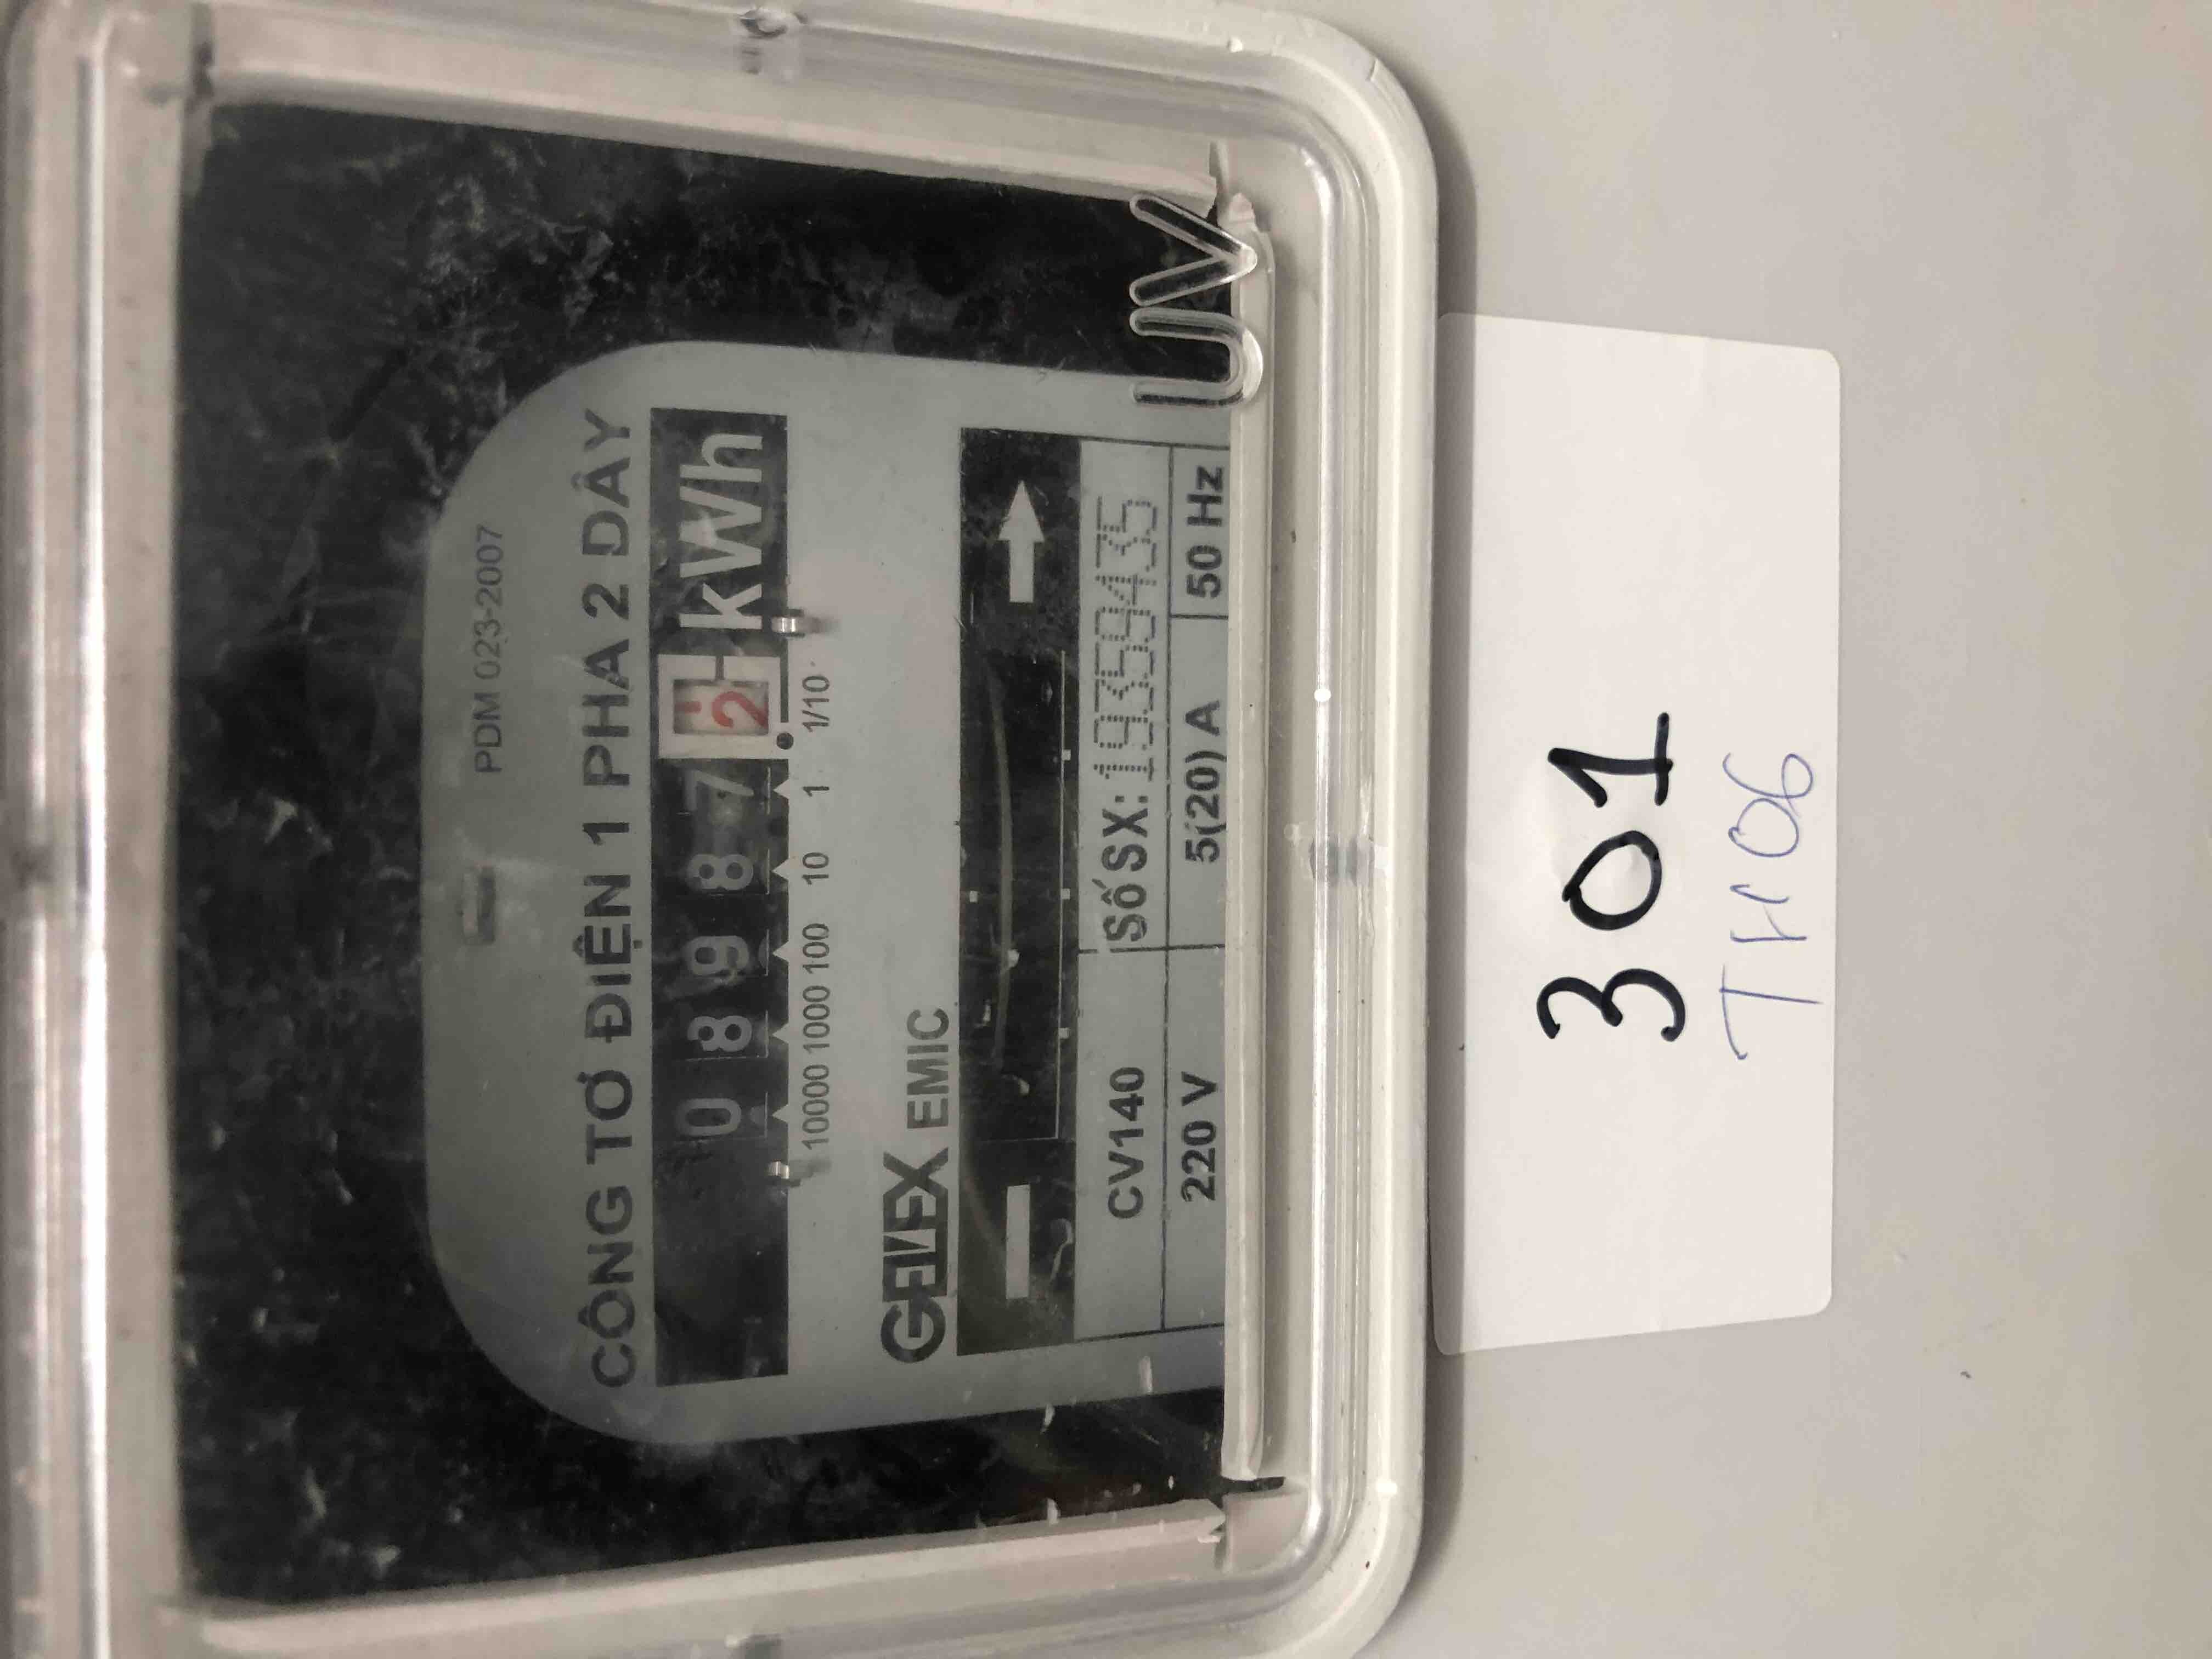 PDM 023-2007
CÔNG TƠ ĐIỆN 1 PHA 2 DÂY
0 8 9 8 7 2 kWh
10000 1000 100 10 1 1/10
GELEX EMIC
CV140 Số SX: 19358435
220 V 5(20) A 50 Hz
UV
301
TH06